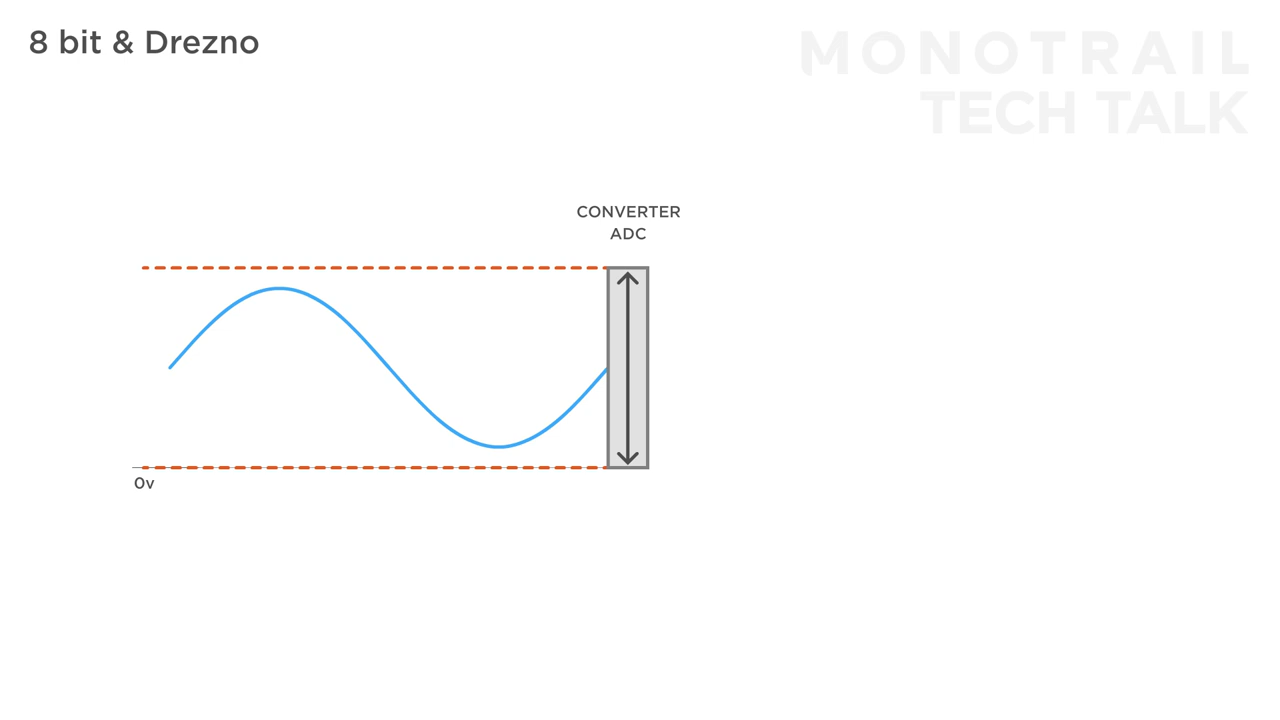 8 bit & Drezno
MONOTRAIL
TECH TALK
CONVERTER
ADC
0v